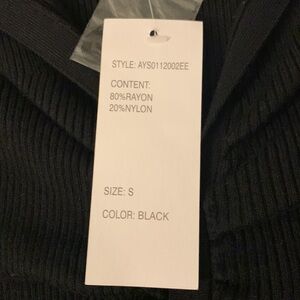 STYLE: AYS0112002EE
CONTENT:
80%RAYON
20%NYLON
SIZE: S
COLOR: BLACK